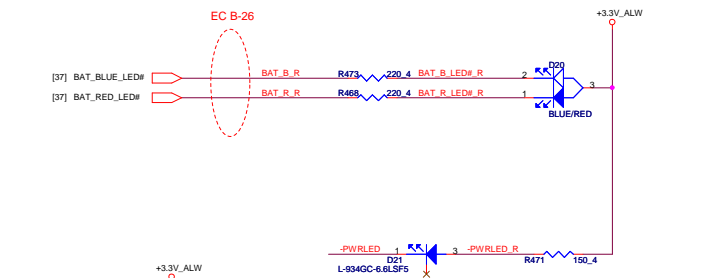 EC B-26
+3.3V_ALW
[37] BAT_BLUE_LED# BAT_B_R R473 220_4 BAT_B_LED#_R 2 D20 3
[37] BAT_RED_LED# BAT_R_R R468 220_4 BAT_R_LED#_R 1
BLUE/RED
-PWRLED 1 D21 3 -PWRLED_R R471 150_4
L-934GC-6.6LSF5
+3.3V_ALW